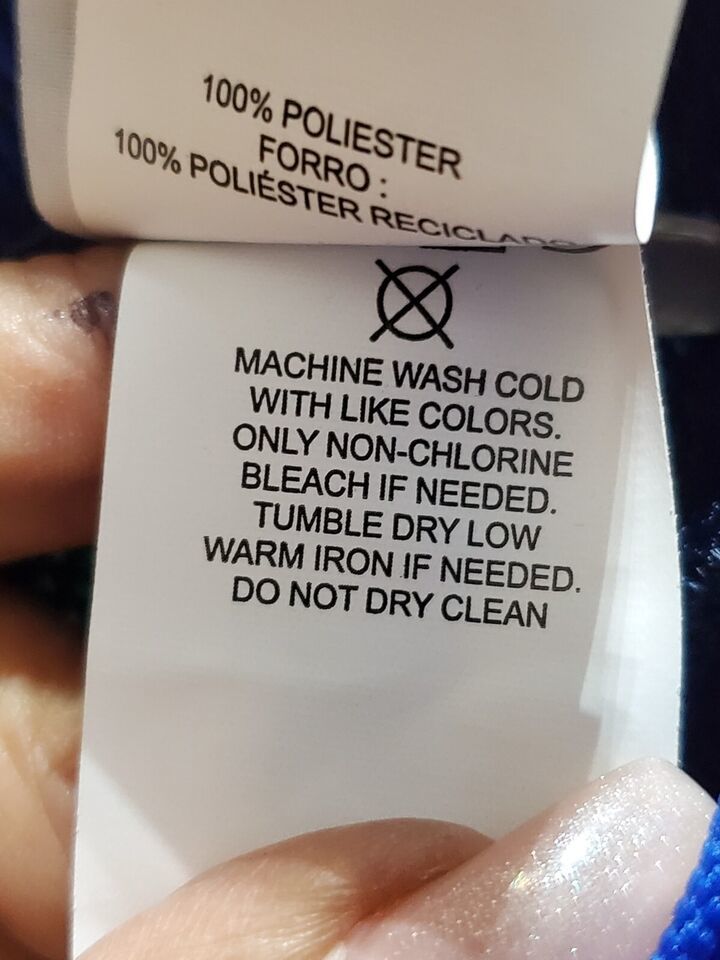 100% POLIESTER
FORRO :
100% POLIÉSTER RECICLADO
MACHINE WASH COLD
WITH LIKE COLORS.
ONLY NON-CHLORINE
BLEACH IF NEEDED.
TUMBLE DRY LOW
WARM IRON IF NEEDED.
DO NOT DRY CLEAN